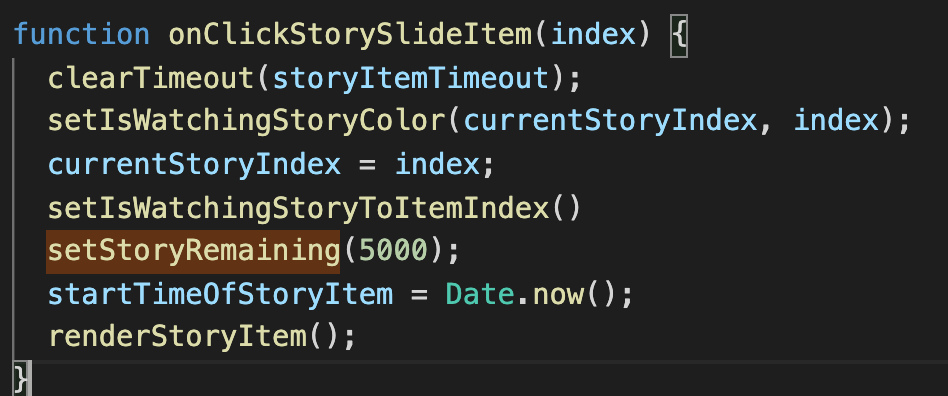 function onClickStorySlideItem(index) {
  clearTimeout(storyItemTimeout);
  setIsWatchingStoryColor(currentStoryIndex, index);
  currentStoryIndex = index;
  setIsWatchingStoryToItemIndex()
  setStoryRemaining(5000);
  startTimeOfStoryItem = Date.now();
  renderStoryItem();
}